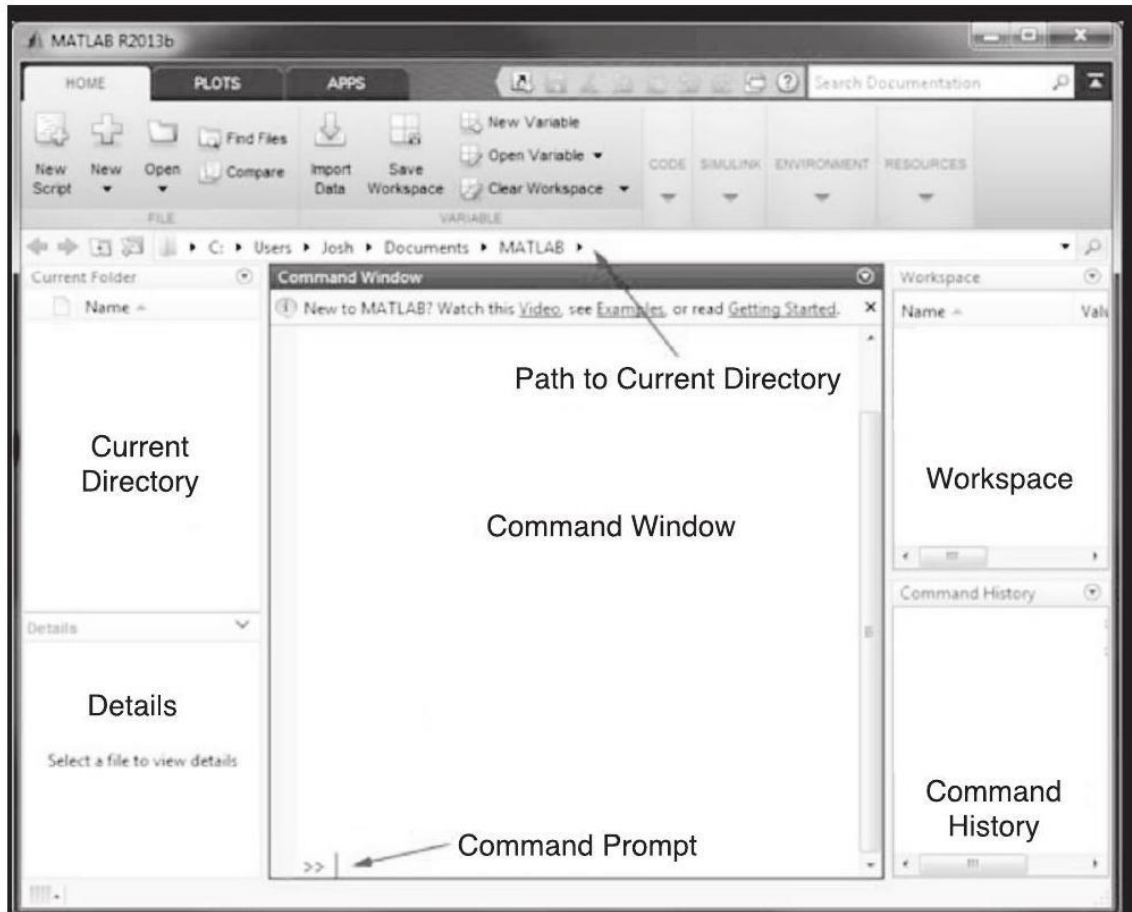 MATLAB R2013b
HOME PLOTS APPS
Search Documentation
New Script
New
Open
Find Files
Compare
FILE
Import Data
Save Workspace
New Variable
Open Variable
Clear Workspace
VARIABLE
CODE SIMULINK ENVIRONMENT RESOURCES
C: Users Josh Documents MATLAB
Current Folder
Name
Current
Directory
Details
Details
Select a file to view details
Command Window
New to MATLAB? Watch this Video, see Examples, or read Getting Started.
Path to Current Directory
Command Window
>>
Command Prompt
Workspace
Name Valu
Workspace
Command History
Command
History